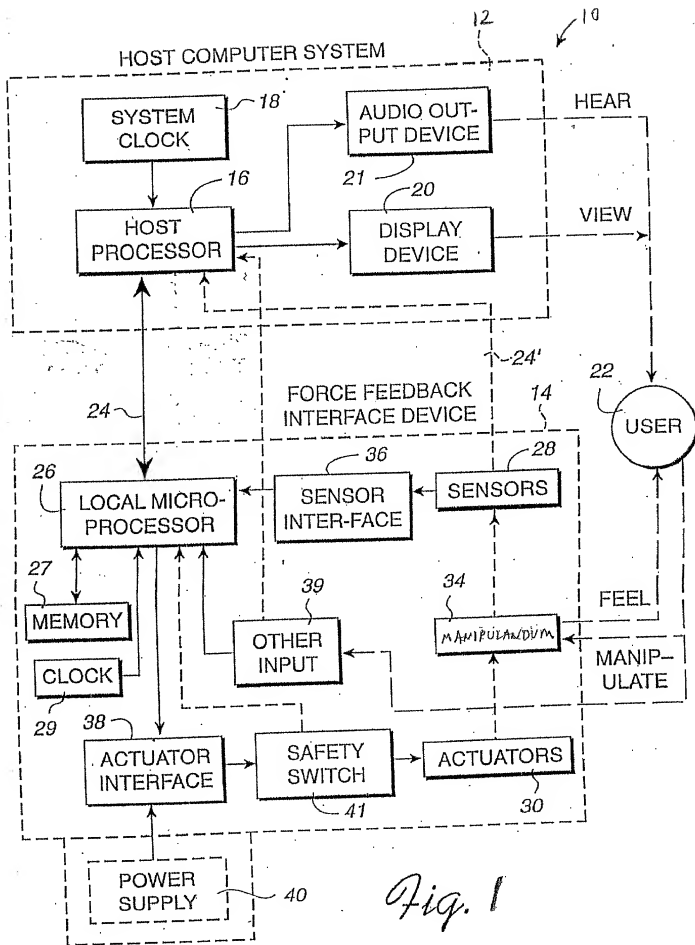 10
12
HOST COMPUTER SYSTEM
18
SYSTEM
CLOCK
AUDIO OUT-
PUT DEVICE
HEAR
21
16
20
HOST
PROCESSOR
DISPLAY
DEVICE
VIEW
24'
24
FORCE FEEDBACK
INTERFACE DEVICE
14
22
USER
26
36
28
LOCAL MICRO-
PROCESSOR
SENSOR
INTER-FACE
SENSORS
27
MEMORY
39
34
FEEL
OTHER
INPUT
MANIPULANDUM
MANIP-
ULATE
CLOCK
29
38
ACTUATOR
INTERFACE
SAFETY
SWITCH
ACTUATORS
41
30
POWER
SUPPLY
40
Fig. 1